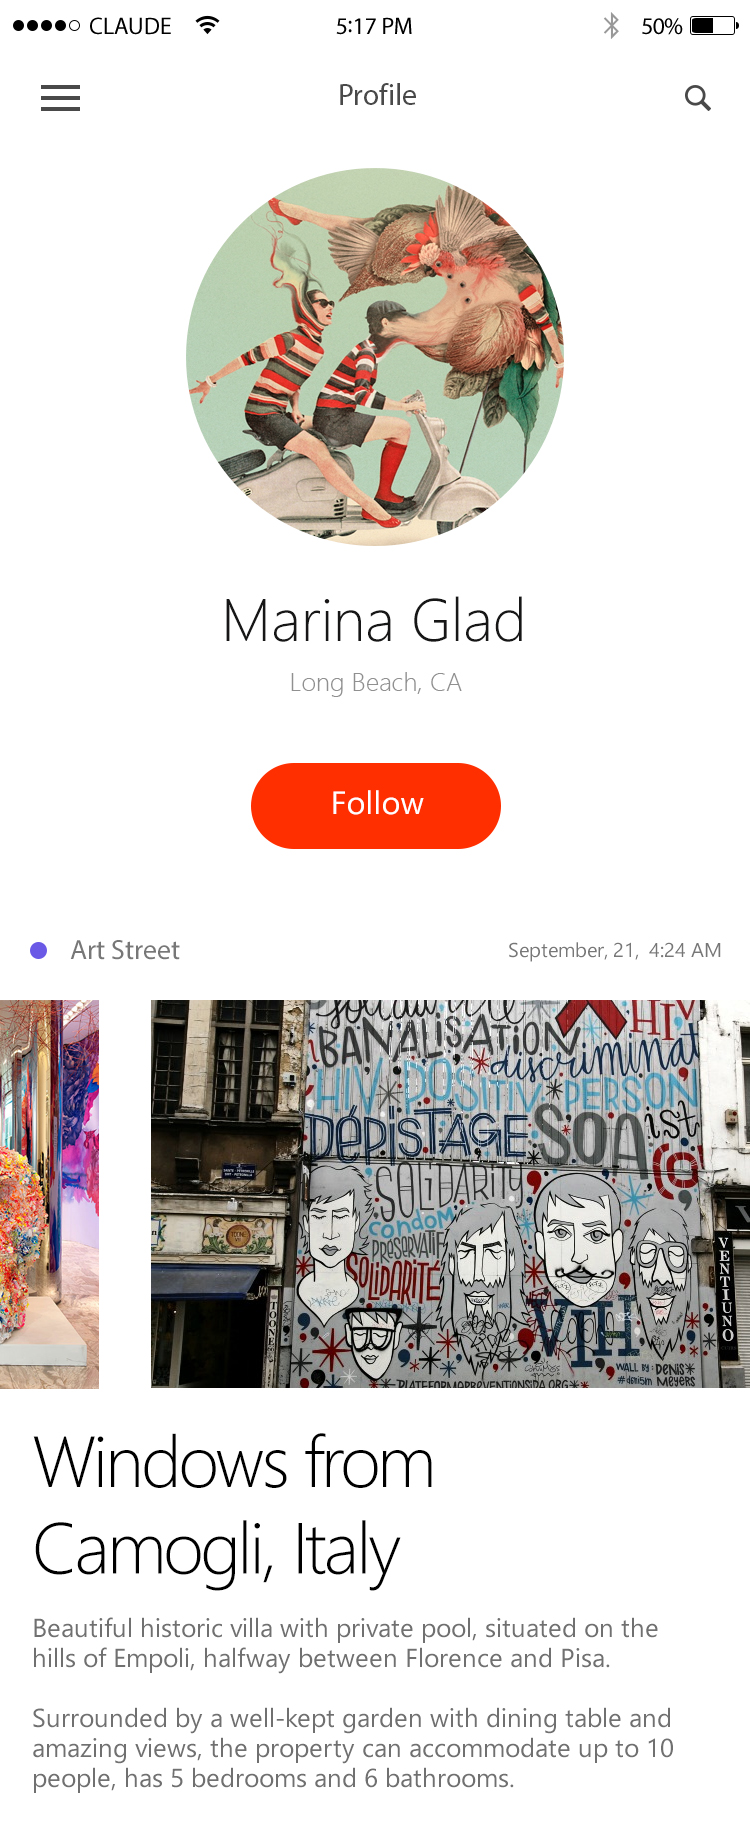 CLAUDE
5:17 PM
50%
Profile
Marina Glad
Long Beach, CA
Follow
Art Street
September, 21, 4:24 AM
BANALISATION
HIV
discriminat
HIV POSITIV PERSON
DÉPISTAGE
SOA
ist
SOLIDARITY
condom
PRESERVATIF
SOLIDARITÉ
VIH
TOONE
VENTIUNO
WALL BY: DENIS
#denism MEYERS
PLATEFORMAPREVENTIONSIDA.ORG
Windows from
Camogli, Italy
Beautiful historic villa with private pool, situated on the
hills of Empoli, halfway between Florence and Pisa.
Surrounded by a well-kept garden with dining table and
amazing views, the property can accommodate up to 10
people, has 5 bedrooms and 6 bathrooms.